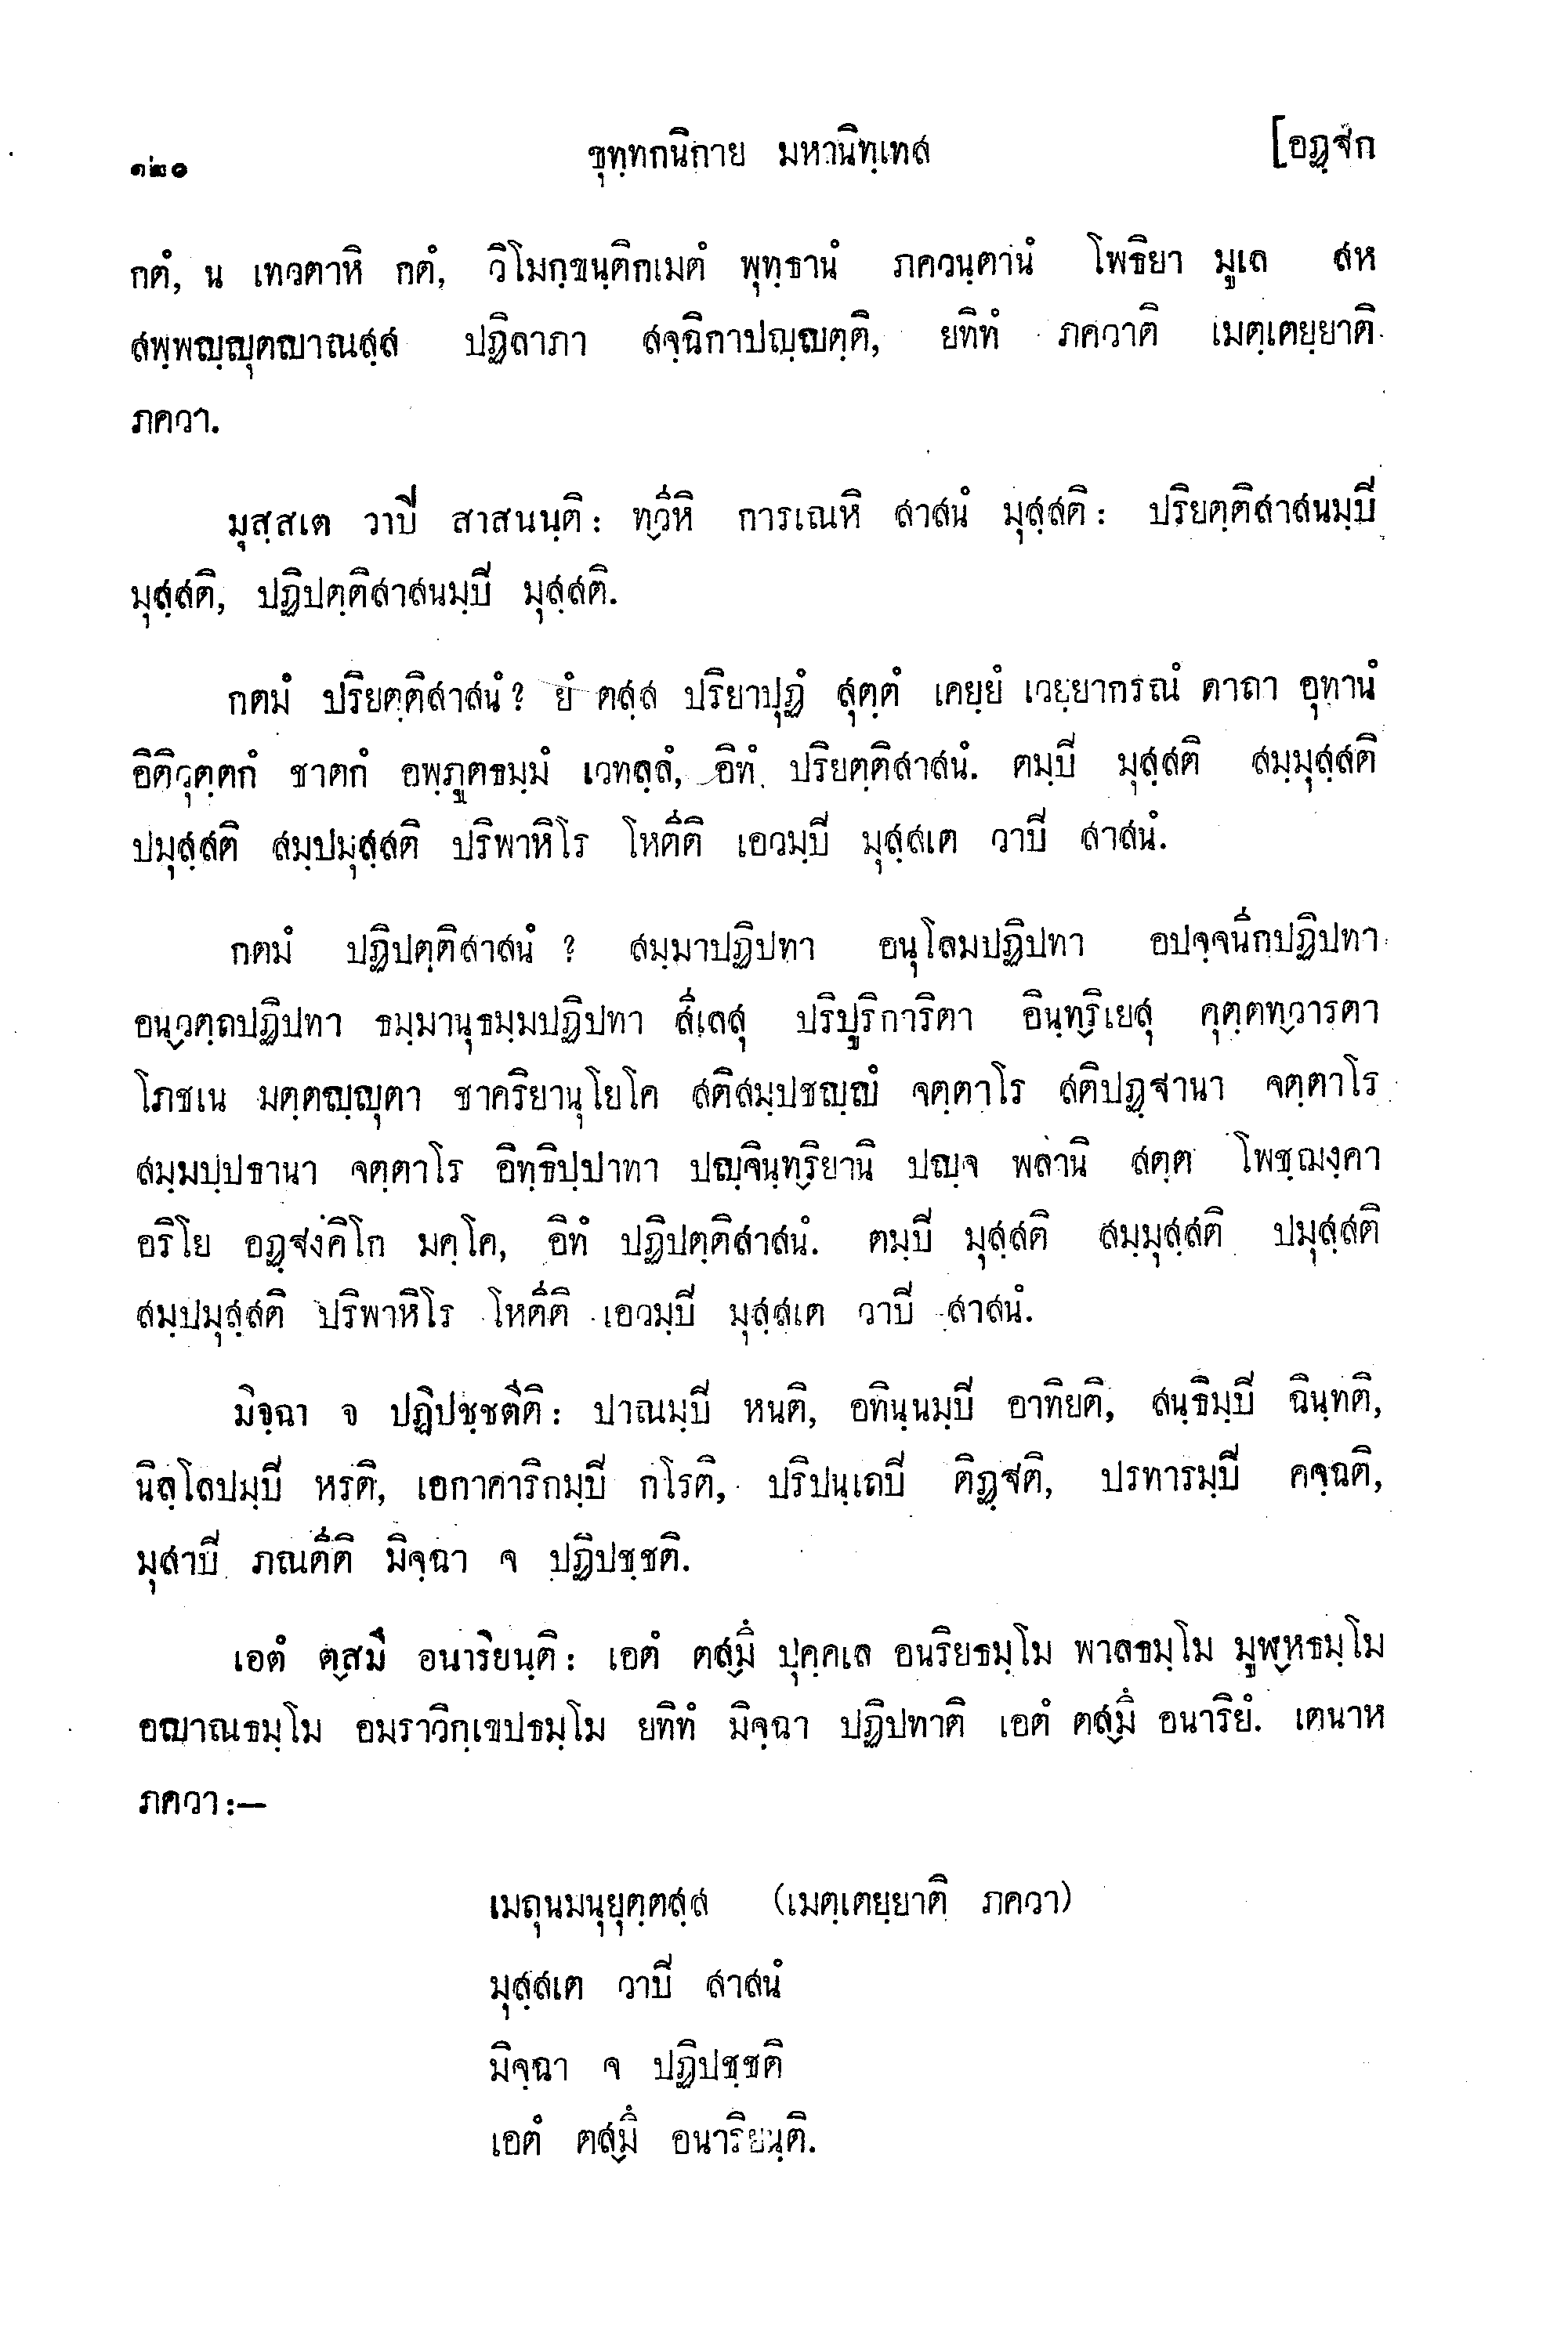 ๑๒๐ ขุทฺทกนิกาย มหานิทฺเทส [อฏฺฐก
กตํ, น เทวตาหิ กตํ, วิโมกฺขนฺติกเมตํ พุทฺธานํ ภควนฺตานํ โพธิยา มูเล สห
สพฺพญฺญุตญาณสฺส ปฏิลาภา สจฺฉิกาปญฺญตฺติ, ยทิทํ ภควาติ เมตฺเตยฺยาติ
ภควา.
มุสฺสเต วาปี สาสนนฺติ: ทฺวีหิ การเณหิ สาสนํ มุสฺสติ: ปริยตฺติสาสนมฺปี
มุสฺสติ, ปฏิปตฺติสาสนมฺปี มุสฺสติ.
กตมํ ปริยตฺติสาสนํ? ยํ ตสฺส ปริยาปุฏํ สุตฺตํ เคยฺยํ เวยฺยากรณํ คาถา อุทานํ
อิติวุตฺตกํ ชาตกํ อพฺภูตธมฺมํ เวทลฺลํ, อิทํ ปริยตฺติสาสนํ. ตมฺปี มุสฺสติ สมฺมุสฺสติ
ปมุสฺสติ สมฺปมุสฺสติ ปริพาหิโร โหตีติ เอวมฺปี มุสฺสเต วาปี สาสนํ.
กตมํ ปฏิปตฺติสาสนํ ? สมฺมาปฏิปทา อนุโลมปฏิปทา อปจฺจนีกปฏิปทา
อนฺวตฺถปฏิปทา ธมฺมานุธมฺมปฏิปทา สีเลสุ ปริปูริการิตา อินฺทฺริเยสุ คุตฺตทฺวารตา
โภชเน มตฺตญฺญุตา ชาคริยานุโยโค สติสมฺปชญฺญํ จตฺตาโร สติปฏฺฐานา จตฺตาโร
สมฺมปฺปธานา จตฺตาโร อิทฺธิปฺปาทา ปญฺจินฺทฺริยานิ ปญฺจ พลานิ สตฺต โพชฺฌงฺคา
อริโย อฏฺฐงฺคิโก มคฺโค, อิทํ ปฏิปตฺติสาสนํ. ตมฺปี มุสฺสติ สมฺมุสฺสติ ปมุสฺสติ
สมฺปมุสฺสติ ปริพาหิโร โหตีติ เอวมฺปี มุสฺสเต วาปี สาสนํ.
มิจฺฉา จ ปฏิปชฺชตีติ: ปาณมฺปี หนติ, อทินฺนมฺปี อาทิยติ, สนฺธิมฺปี ฉินฺทติ,
นิลฺโลปมฺปี หรติ, เอกาคาริกมฺปี กโรติ, ปริปนฺเถปี ติฏฺฐติ, ปรทารมฺปี คจฺฉติ,
มุสาปี ภณตีติ มิจฺฉา จ ปฏิปชฺชติ.
เอตํ ตฺสมึ อนาริยนฺติ: เอตํ ตสฺมึ ปุคฺคเล อนริยธมฺโม พาลธมฺโม มูฬฺหธมฺโม
อญาณธมฺโม อมราวิกฺเขปธมฺโม ยทิทํ มิจฺฉา ปฏิปทาติ เอตํ ตสฺมึ อนาริยํ. เตนาห
ภควา:—
เมถุนมนุยุตฺตสฺส (เมตฺเตยฺยาติ ภควา)
มุสฺสเต วาปี สาสนํ
มิจฺฉา จ ปฏิปชฺชติ
เอตํ ตสฺมึ อนาริยนฺติ.